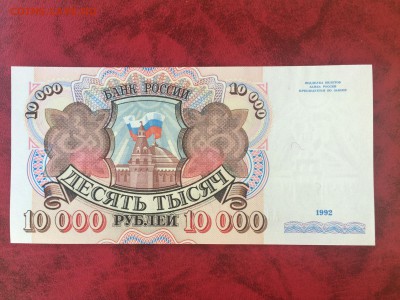 БАНК РОССИИ
10 000
10 000
ПОДДЕЛКА БИЛЕТОВ
БАНКА РОССИИ
ПРЕСЛЕДУЕТСЯ ПО ЗАКОНУ
ДЕСЯТЬ ТЫСЯЧ
10 000 РУБЛЕЙ 10 000
1992